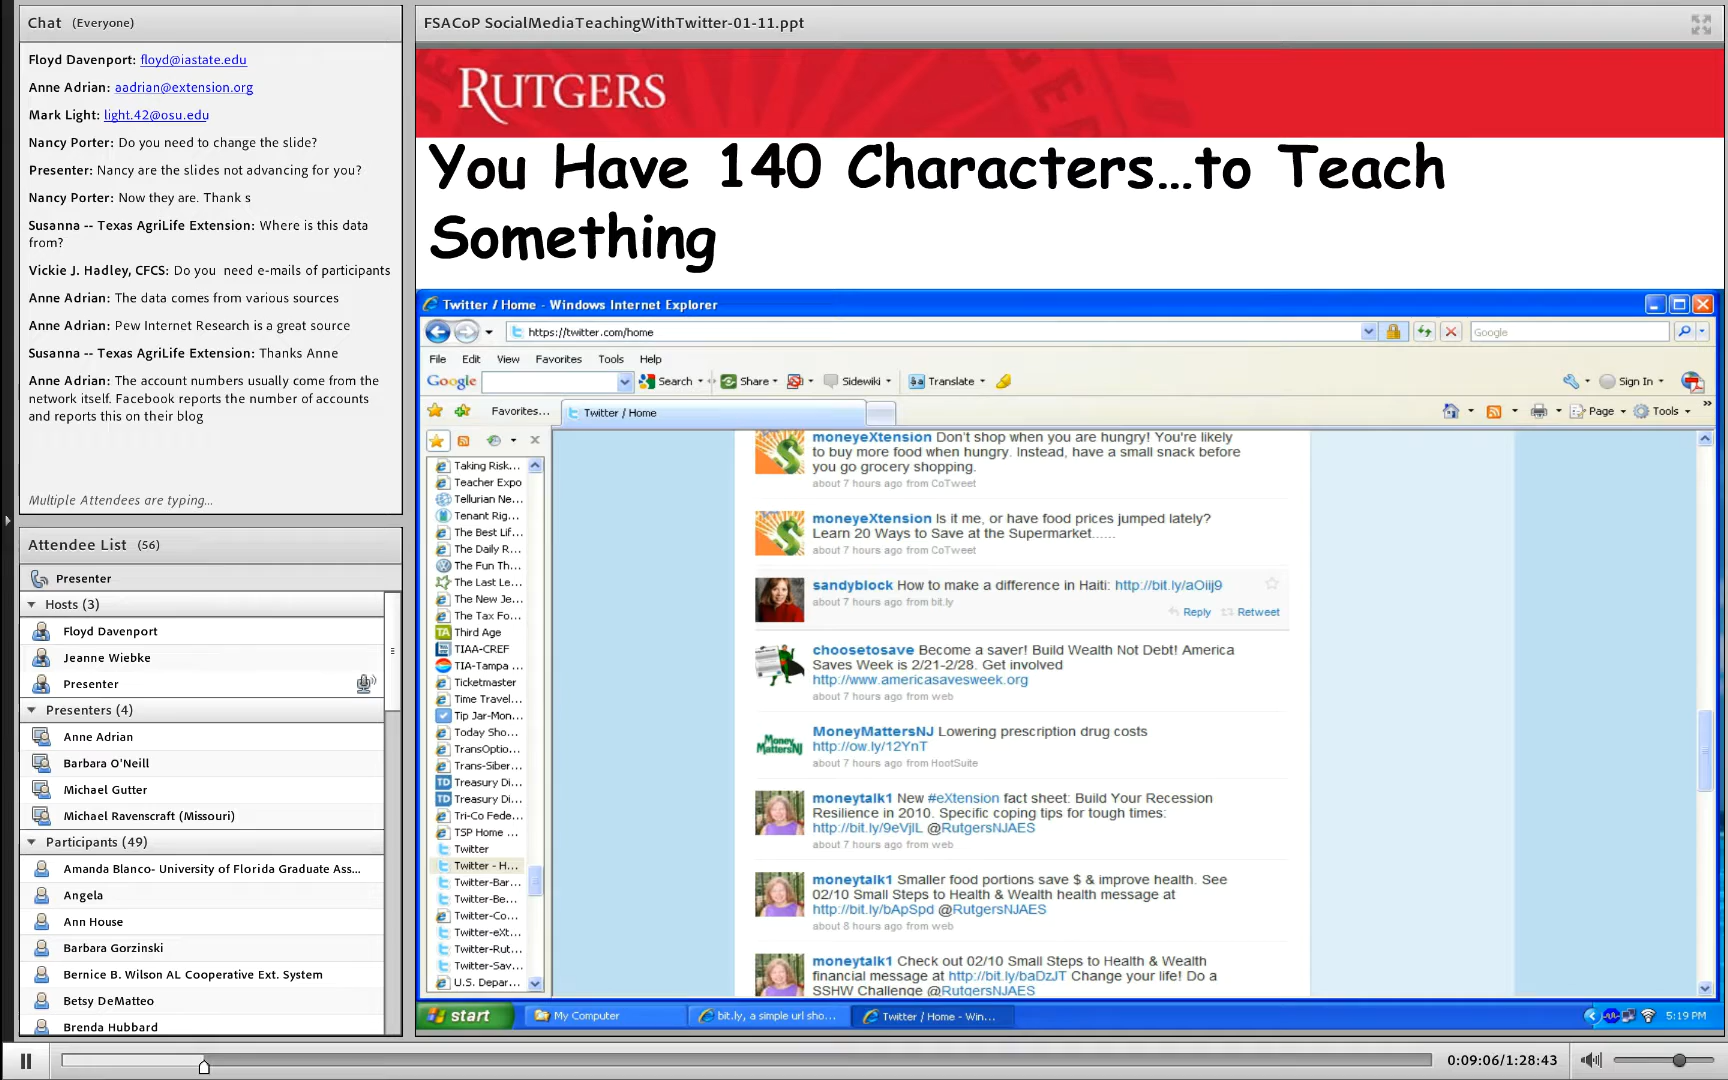 Chat (Everyone)
Floyd Davenport: floyd@iastate.edu
Anne Adrian: aadrian@extension.org
Mark Light: light.42@osu.edu
Nancy Porter: Do you need to change the slide?
Presenter: Nancy are the slides not advancing for you?
Nancy Porter: Now they are. Thank s
Susanna -- Texas AgriLife Extension: Where is this data
from?
Vickie J. Hadley, CFCS: Do you  need e-mails of participants
Anne Adrian: The data comes from various sources
Anne Adrian: Pew Internet Research is a great source
Susanna -- Texas AgriLife Extension: Thanks Anne
Anne Adrian: The account numbers usually come from the
network itself. Facebook reports the number of accounts
and reports this on their blog
Multiple Attendees are typing...
Attendee List (56)
Presenter
Hosts (3)
Floyd Davenport
Jeanne Wiebke
Presenter
Presenters (4)
Anne Adrian
Barbara O'Neill
Michael Gutter
Michael Ravenscraft (Missouri)
Participants (49)
Amanda Blanco- University of Florida Graduate Ass...
Angela
Ann House
Barbara Gorzinski
Bernice B. Wilson AL Cooperative Ext. System
Betsy DeMatteo
Brenda Hubbard
FSACoP SocialMediaTeachingWithTwitter-01-11.ppt
RUTGERS
You Have 140 Characters...to Teach
Something
Twitter / Home - Windows Internet Explorer
https://twitter.com/home
Google
File Edit View Favorites Tools Help
Google Search Share Sidewiki Translate Sign In
Favorites... Twitter / Home Page Tools
Taking Risk...
Teacher Expo
Tellurian Ne...
Tenant Rig...
The Best Lif...
The Daily R...
The Fun Th...
The Last Le...
The New Je...
The Tax Fo...
Third Age
TIAA-CREF
TIA-Tampa ...
Ticketmaster
Time Travel...
Tip Jar-Mon...
Today Sho...
TransOptio...
Trans-Siber...
Treasury Di...
Treasury Di...
Tri-Co Fede...
TSP Home ...
Twitter
Twitter - H...
Twitter-Bar...
Twitter-Be...
Twitter-Co...
Twitter-eXt...
Twitter-Rut...
Twitter-Sav...
U.S. Depar...
moneyeXtension Don't shop when you are hungry! You're likely
to buy more food when hungry. Instead, have a small snack before
you go grocery shopping.
about 7 hours ago from CoTweet
moneyeXtension Is it me, or have food prices jumped lately?
Learn 20 Ways to Save at the Supermarket......
about 7 hours ago from CoTweet
sandyblock How to make a difference in Haiti: http://bit.ly/aOiij9
about 7 hours ago from bit.ly
Reply Retweet
choosetosave Become a saver! Build Wealth Not Debt! America
Saves Week is 2/21-2/28. Get involved
http://www.americasavesweek.org
about 7 hours ago from web
Money
MattersNJ
MoneyMattersNJ Lowering prescription drug costs
http://ow.ly/12YnT
about 7 hours ago from HootSuite
moneytalk1 New #eXtension fact sheet: Build Your Recession
Resilience in 2010. Specific coping tips for tough times:
http://bit.ly/9eVjlL @RutgersNJAES
about 7 hours ago from web
moneytalk1 Smaller food portions save $ & improve health. See
02/10 Small Steps to Health & Wealth health message at
http://bit.ly/bApSpd @RutgersNJAES
about 8 hours ago from web
moneytalk1 Check out 02/10 Small Steps to Health & Wealth
financial message at http://bit.ly/baDzJT Change your life! Do a
SSHW Challenge @RutgersNJAES
start My Computer bit.ly, a simple url sho... Twitter / Home - Win... 5:19 PM
0:09:06/1:28:43